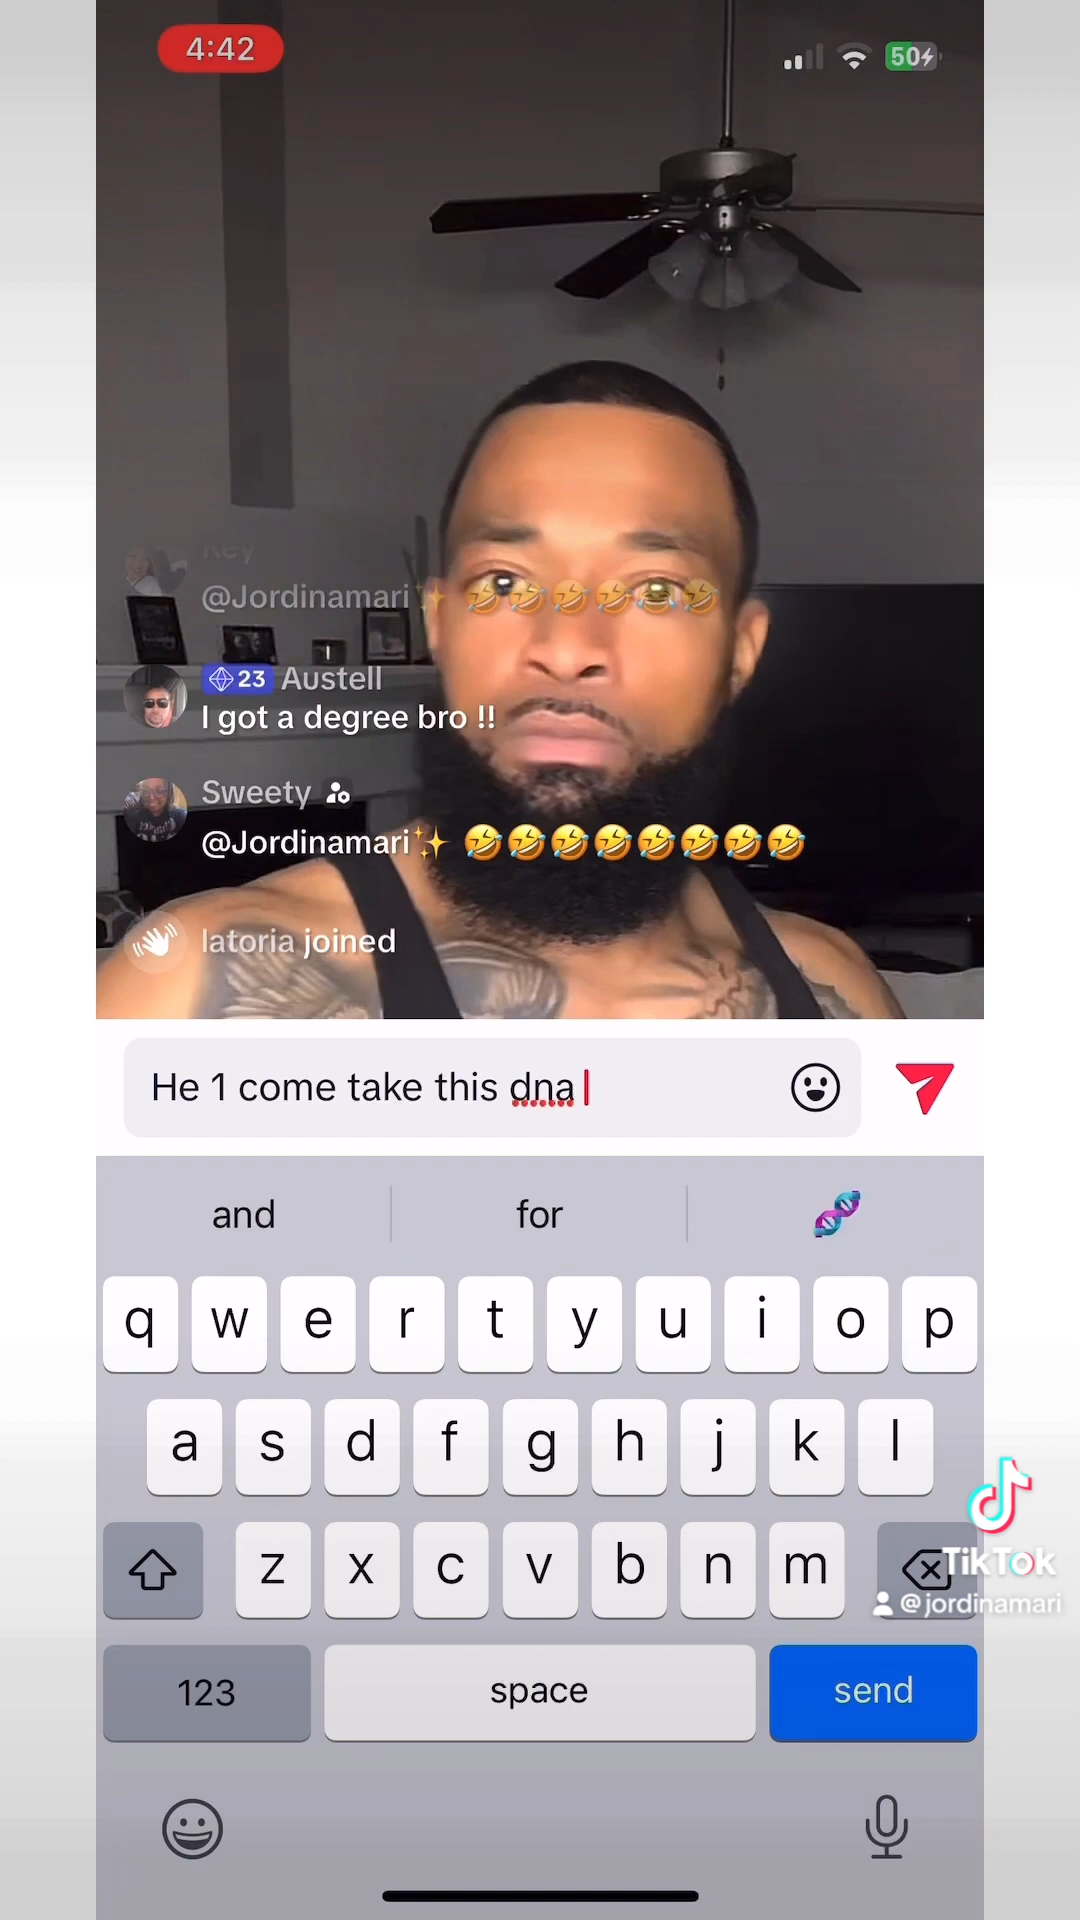 4:42
50
Key
@Jordinamari✨ 🤣🤣🤣🤣😂🤣
23 Austell
I got a degree bro !!
Sweety
@Jordinamari✨ 🤣🤣🤣🤣🤣🤣🤣🤣
latoria joined
He 1 come take this dna
and for 🧬
q w e r t y u i o p
a s d f g h j k l
z x c v b n m
TikTok
@jordinamari
123 space send